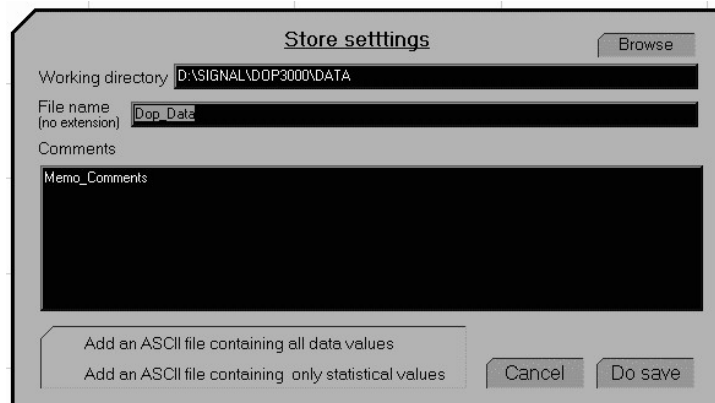 Store setttings
Browse
Working directory D:\SIGNAL\DOP3000\DATA
File name
(no extension)
Dop_Data
Comments
Memo_Comments
Add an ASCII file containing all data values
Add an ASCII file containing only statistical values
Cancel
Do save